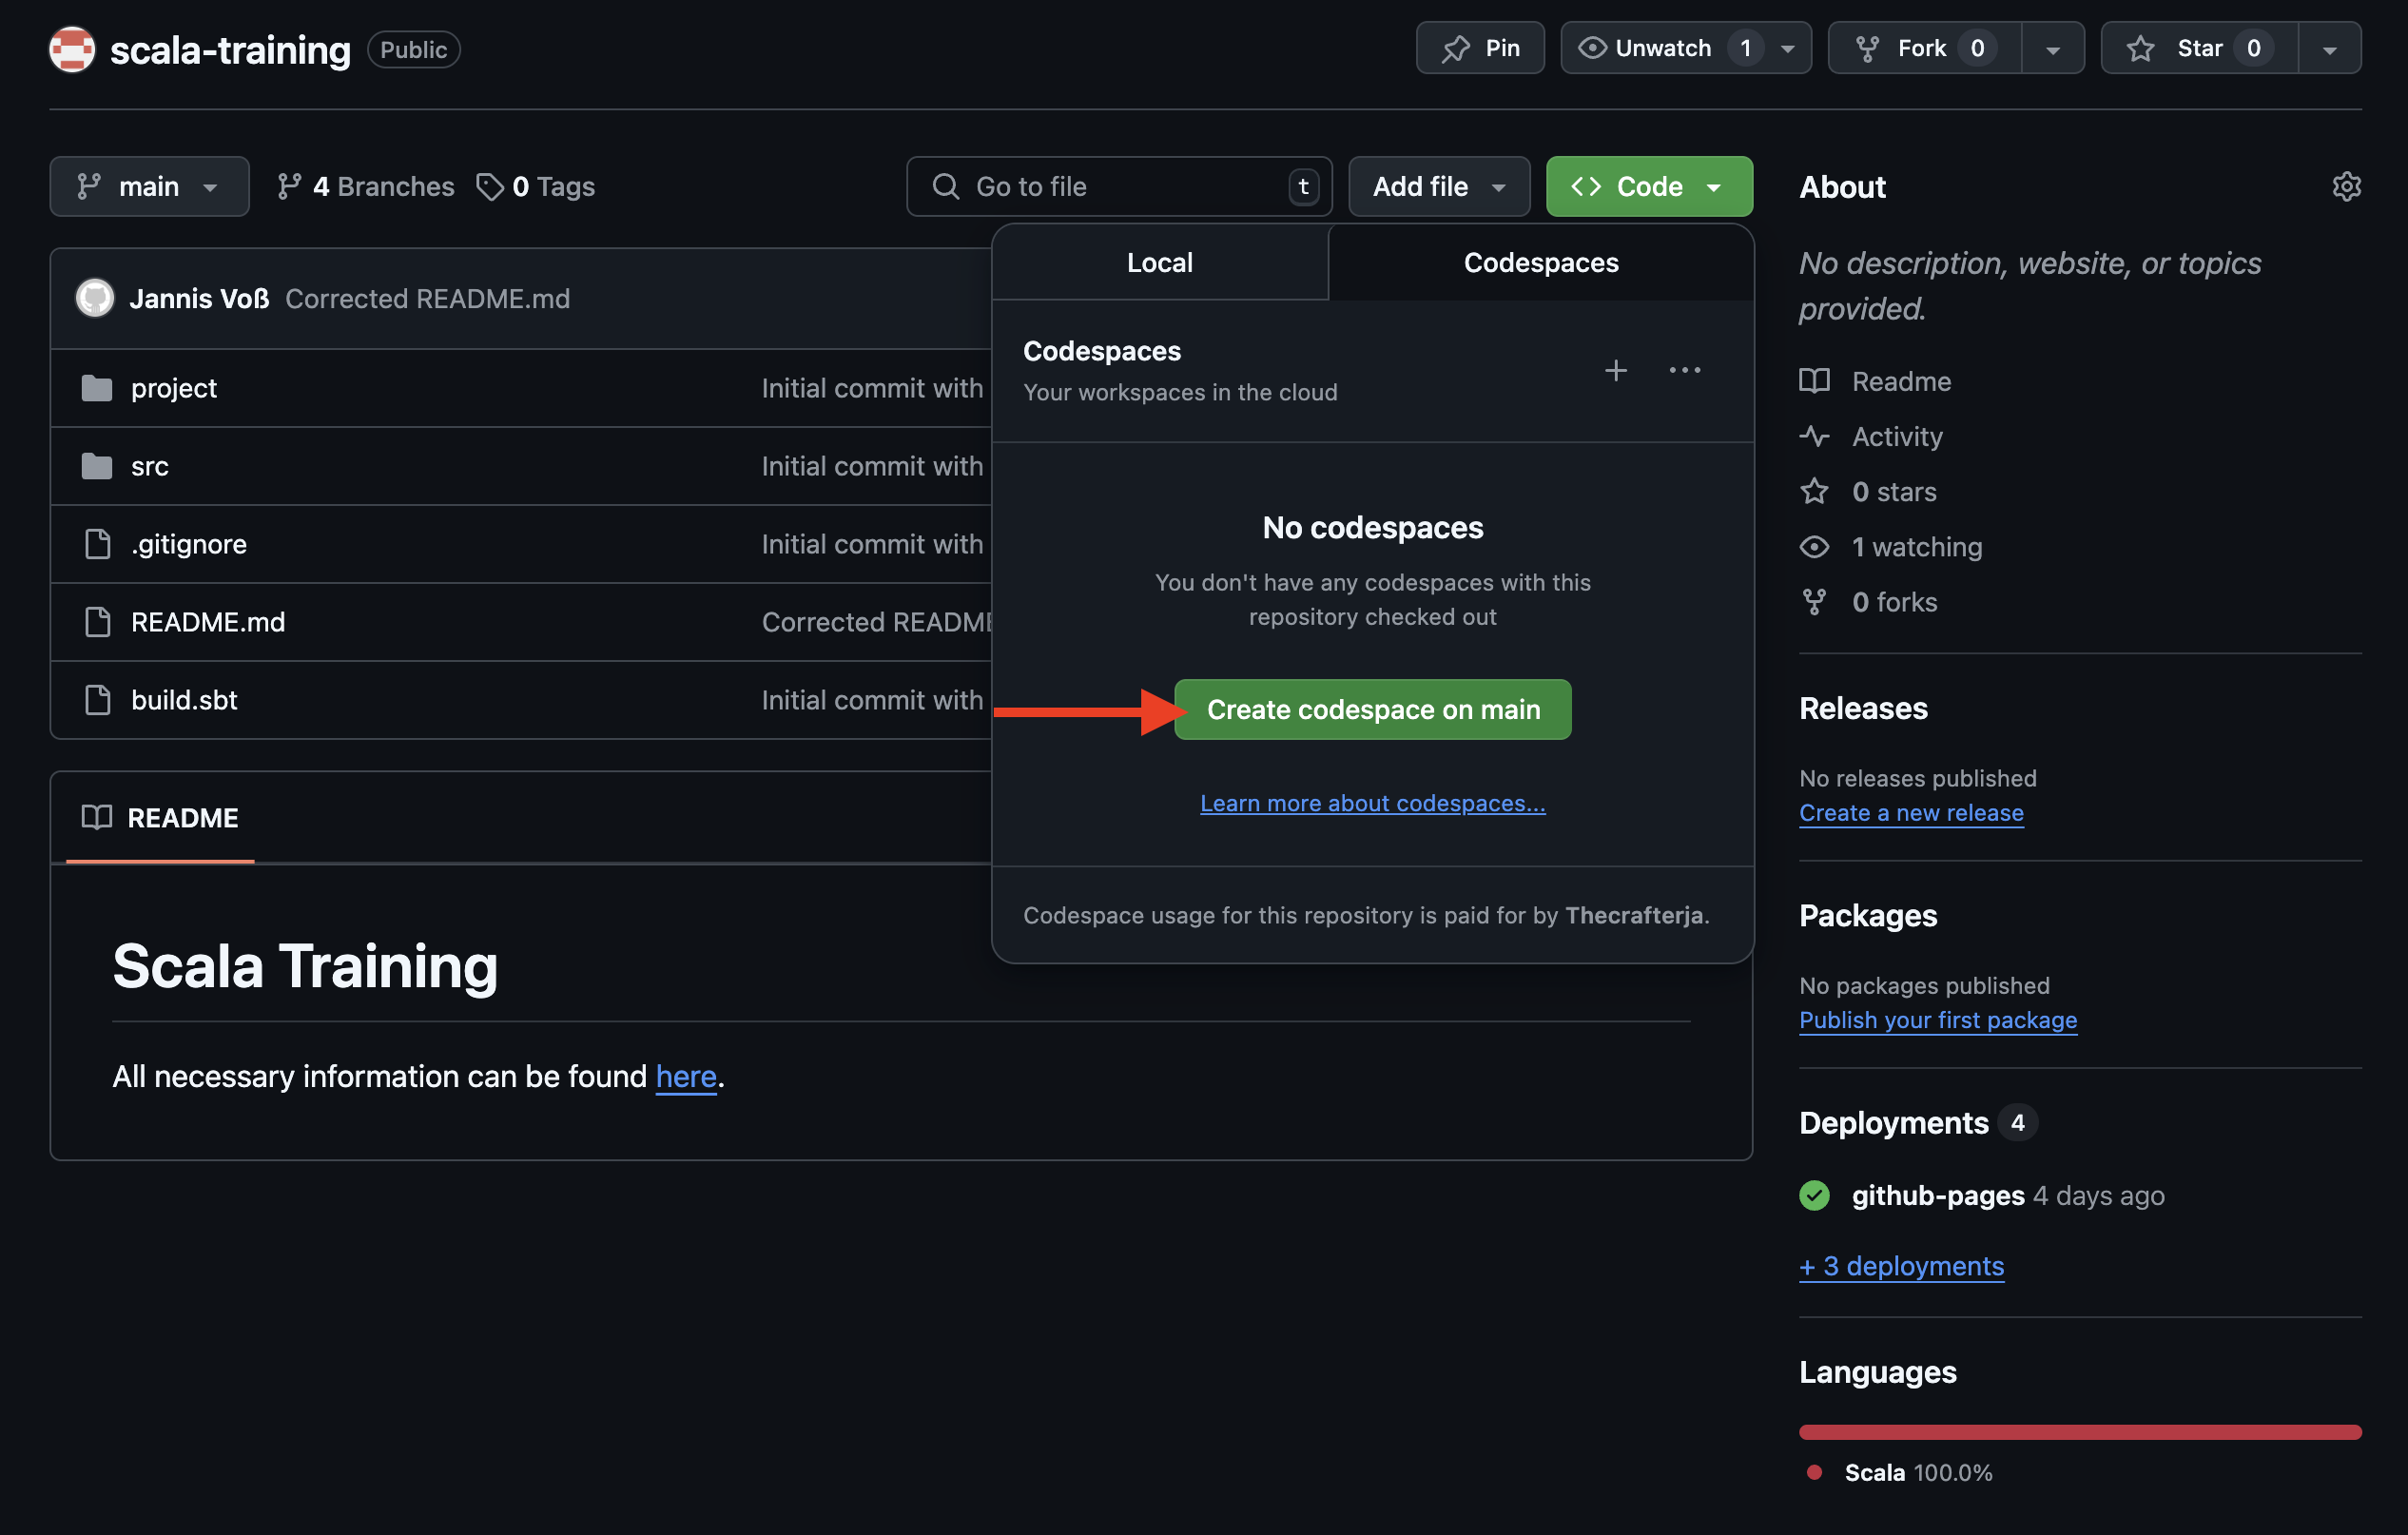 scala-training Public
Pin
Unwatch 1
Fork 0
Star 0
main
4 Branches
0 Tags
Go to file t
Add file
Code
Local
Codespaces
Codespaces
Your workspaces in the cloud
No codespaces
You don't have any codespaces with this
repository checked out
Create codespace on main
Learn more about codespaces...
Codespace usage for this repository is paid for by Thecrafterja.
Jannis Voß Corrected README.md
project Initial commit with
src Initial commit with
.gitignore Initial commit with
README.md Corrected README
build.sbt Initial commit with
README
Scala Training
All necessary information can be found here.
About
No description, website, or topics
provided.
Readme
Activity
0 stars
1 watching
0 forks
Releases
No releases published
Create a new release
Packages
No packages published
Publish your first package
Deployments 4
github-pages 4 days ago
+ 3 deployments
Languages
Scala 100.0%